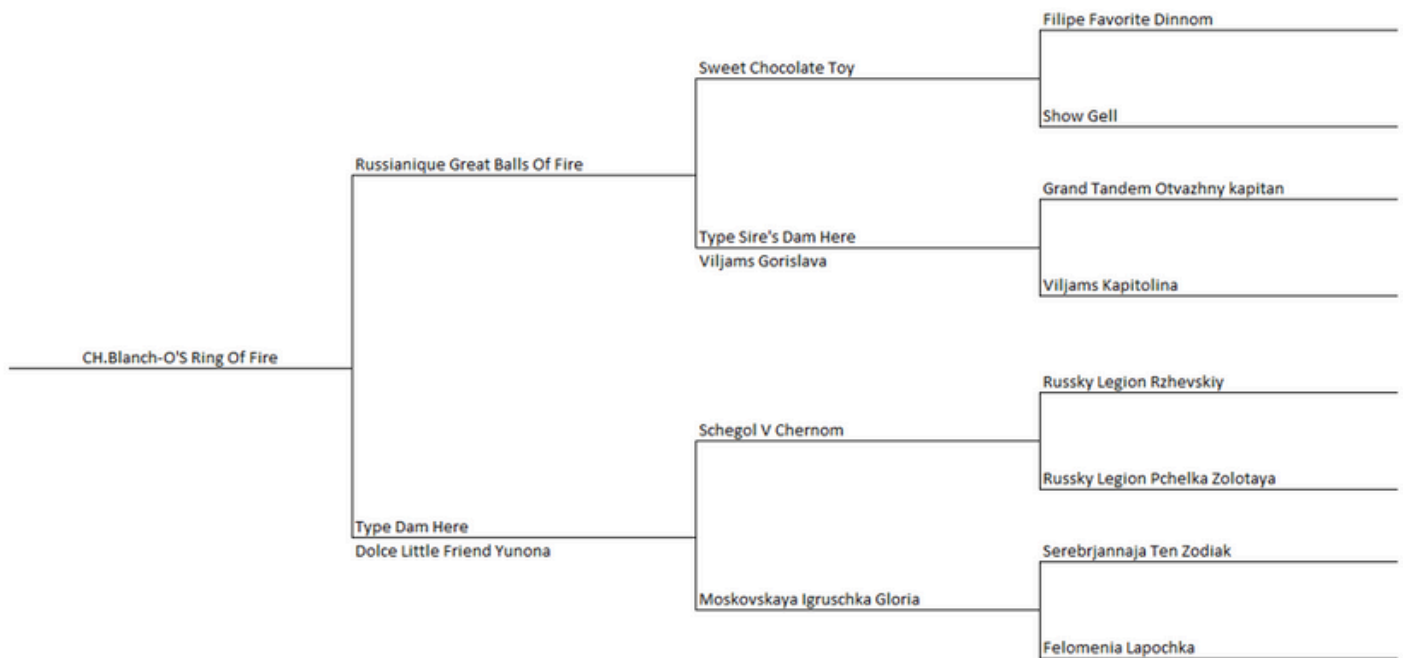 Filipe Favorite Dinnom
Sweet Chocolate Toy
Show Gell
Russianique Great Balls Of Fire
Grand Tandem Otvazhny kapitan
Type Sire's Dam Here
Viljams Gorislava
Viljams Kapitolina
CH.Blanch-O'S Ring Of Fire
Russky Legion Rzhevskiy
Schegol V Chernom
Russky Legion Pchelka Zolotaya
Type Dam Here
Dolce Little Friend Yunona
Serebrjannaja Ten Zodiak
Moskovskaya Igruschka Gloria
Felomenia Lapochka